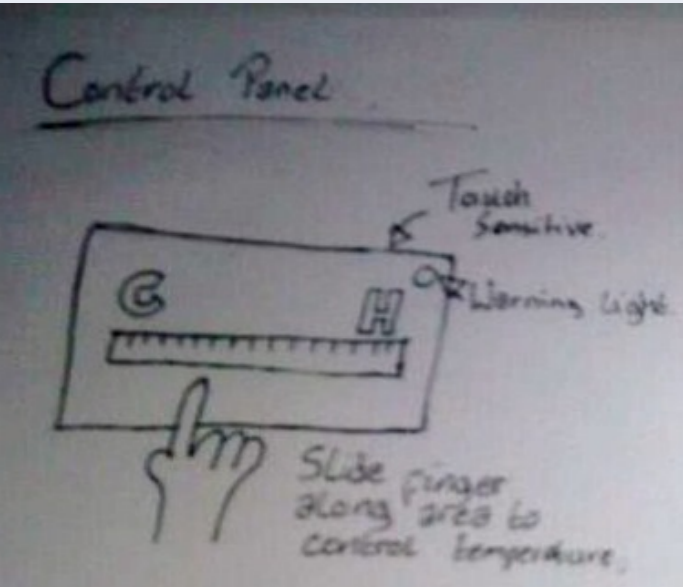 Control Panel
Touch
Sensitive.
Warning Light
C
H
Slide finger
along area to
control temperature.